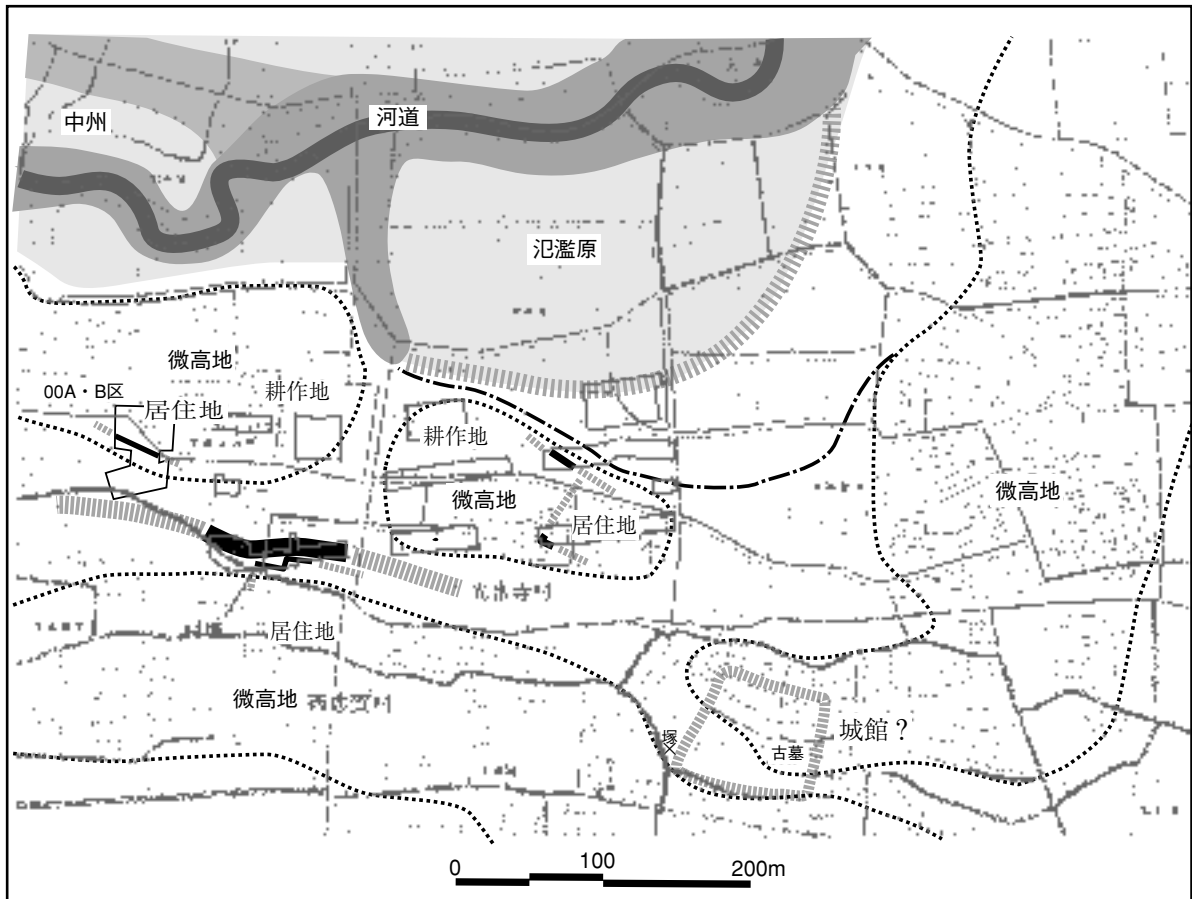 中州
河道
氾濫原
微高地
00A・B区
耕作地
居住地
耕作地
微高地
微高地
居住地
居住地
微高地
塚
古墓
城館？
0 100 200m